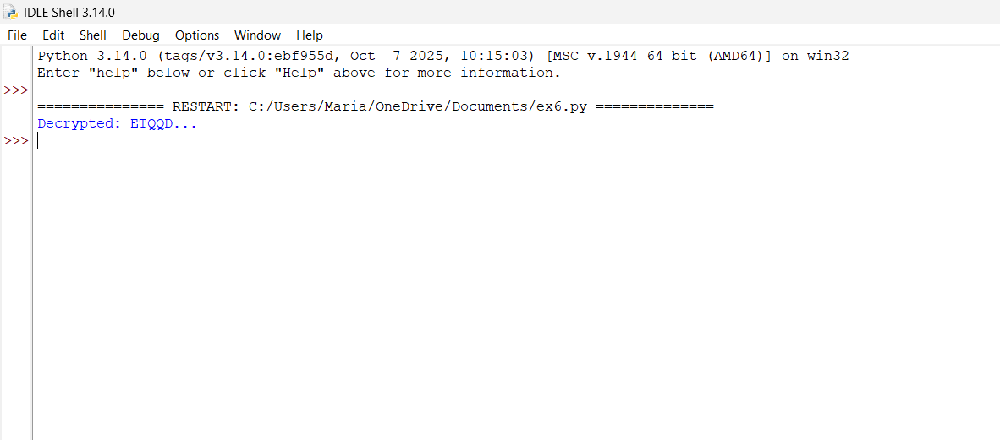 IDLE Shell 3.14.0
File Edit Shell Debug Options Window Help
Python 3.14.0 (tags/v3.14.0:ebf955d, Oct  7 2025, 10:15:03) [MSC v.1944 64 bit (AMD64)] on win32
Enter "help" below or click "Help" above for more information.
>>>
=============== RESTART: C:/Users/Maria/OneDrive/Documents/ex6.py ==============
Decrypted: ETQQD...
>>>